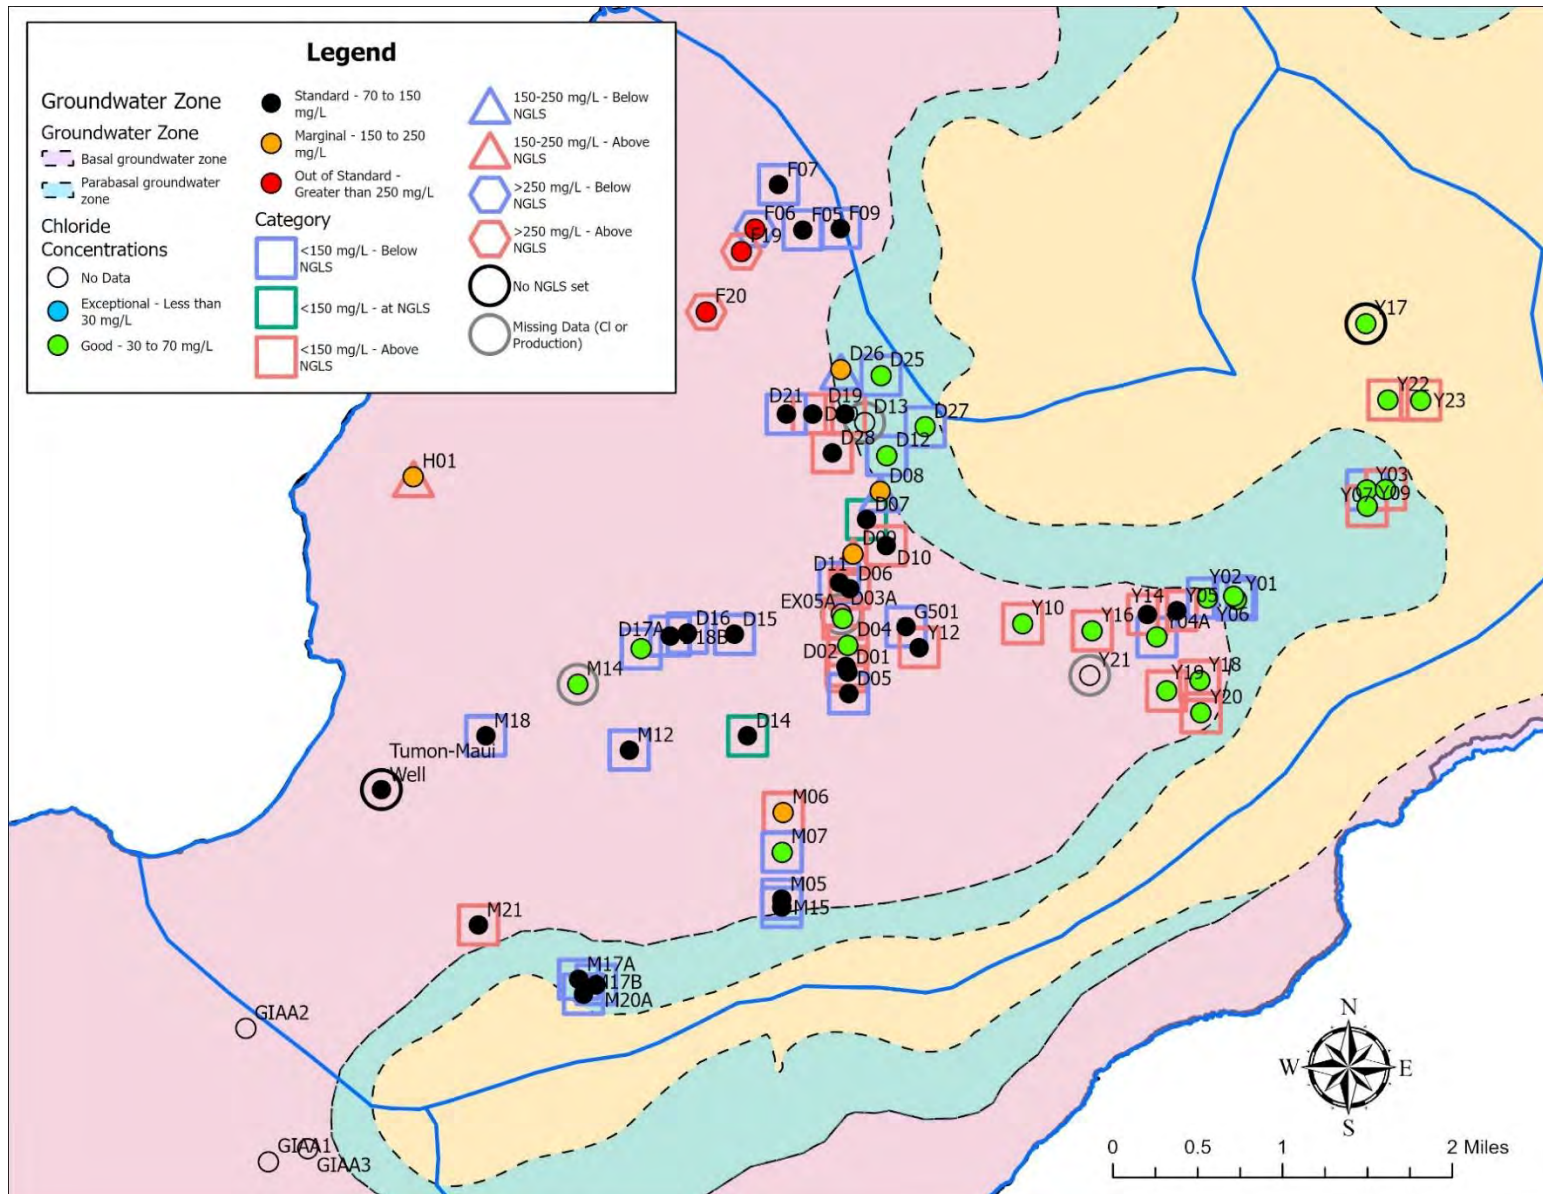 Legend
Groundwater Zone
Groundwater Zone
Basal groundwater zone
Parabasal groundwater
zone
Chloride
Concentrations
No Data
Exceptional - Less than
30 mg/L
Good - 30 to 70 mg/L
Standard - 70 to 150
mg/L
Marginal - 150 to 250
mg/L
Out of Standard -
Greater than 250 mg/L
Category
<150 mg/L - Below
NGLS
<150 mg/L - at NGLS
<150 mg/L - Above
NGLS
150-250 mg/L - Below
NGLS
150-250 mg/L - Above
NGLS
>250 mg/L - Below
NGLS
>250 mg/L - Above
NGLS
No NGLS set
Missing Data (Cl or
Production)
F07
F06
F05
F09
F19
F20
Y17
D26
D25
Y22
Y23
D21
D19
D13
D27
D28
D12
H01
D08
Y03
Y07
Y09
D07
D09
D10
D11
D06
D03A
EX05A
G501
Y02
Y01
Y14
Y05
Y06
Y10
Y16
Y04A
D17A
D16
18B
D15
D04
Y12
D02
D01
D05
M14
Y21
Y18
Y19
Y20
M18
M12
D14
Tumon-Maui
Well
M06
M07
M05
M15
M21
M17A
M17B
M20A
GIAA2
GIAA1
GIAA3
N
W
E
S
0
0.5
1
2 Miles